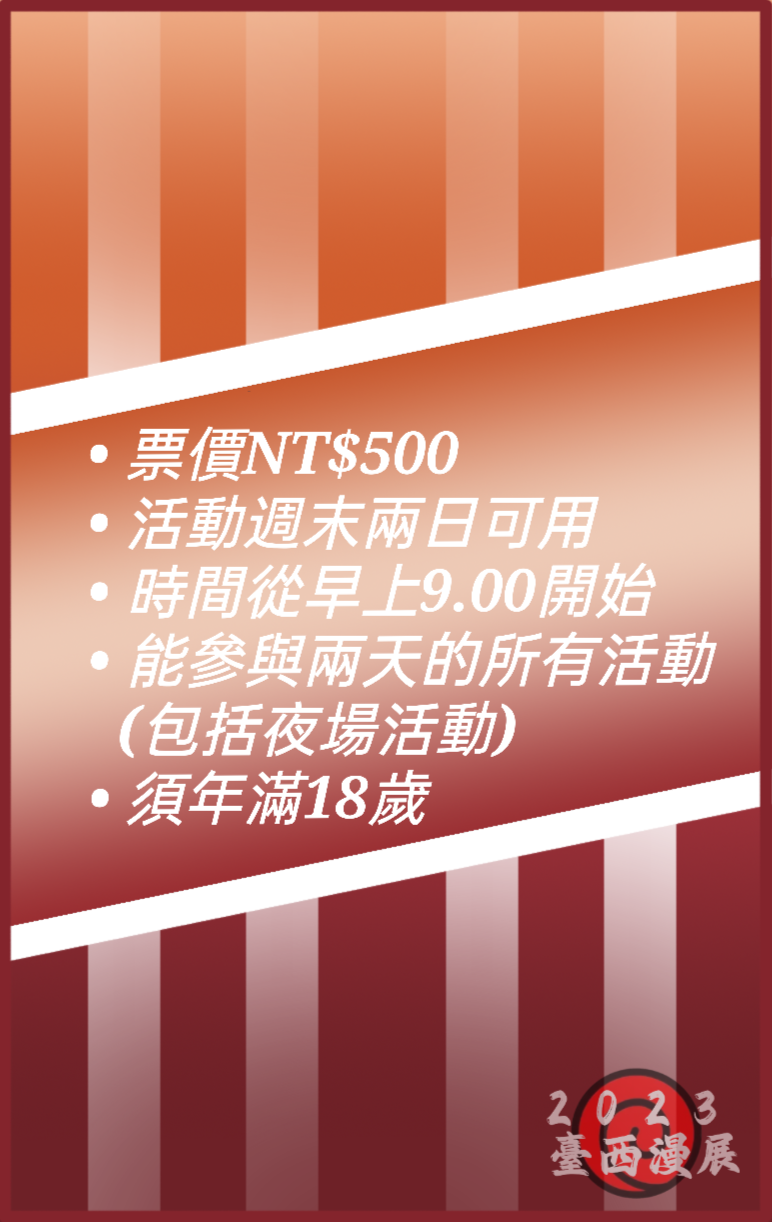 • 票價NT$500
• 活動週末兩日可用
• 時間從早上9.00開始
• 能參與兩天的所有活動
(包括夜場活動)
• 須年滿18歲
2023
臺西漫展